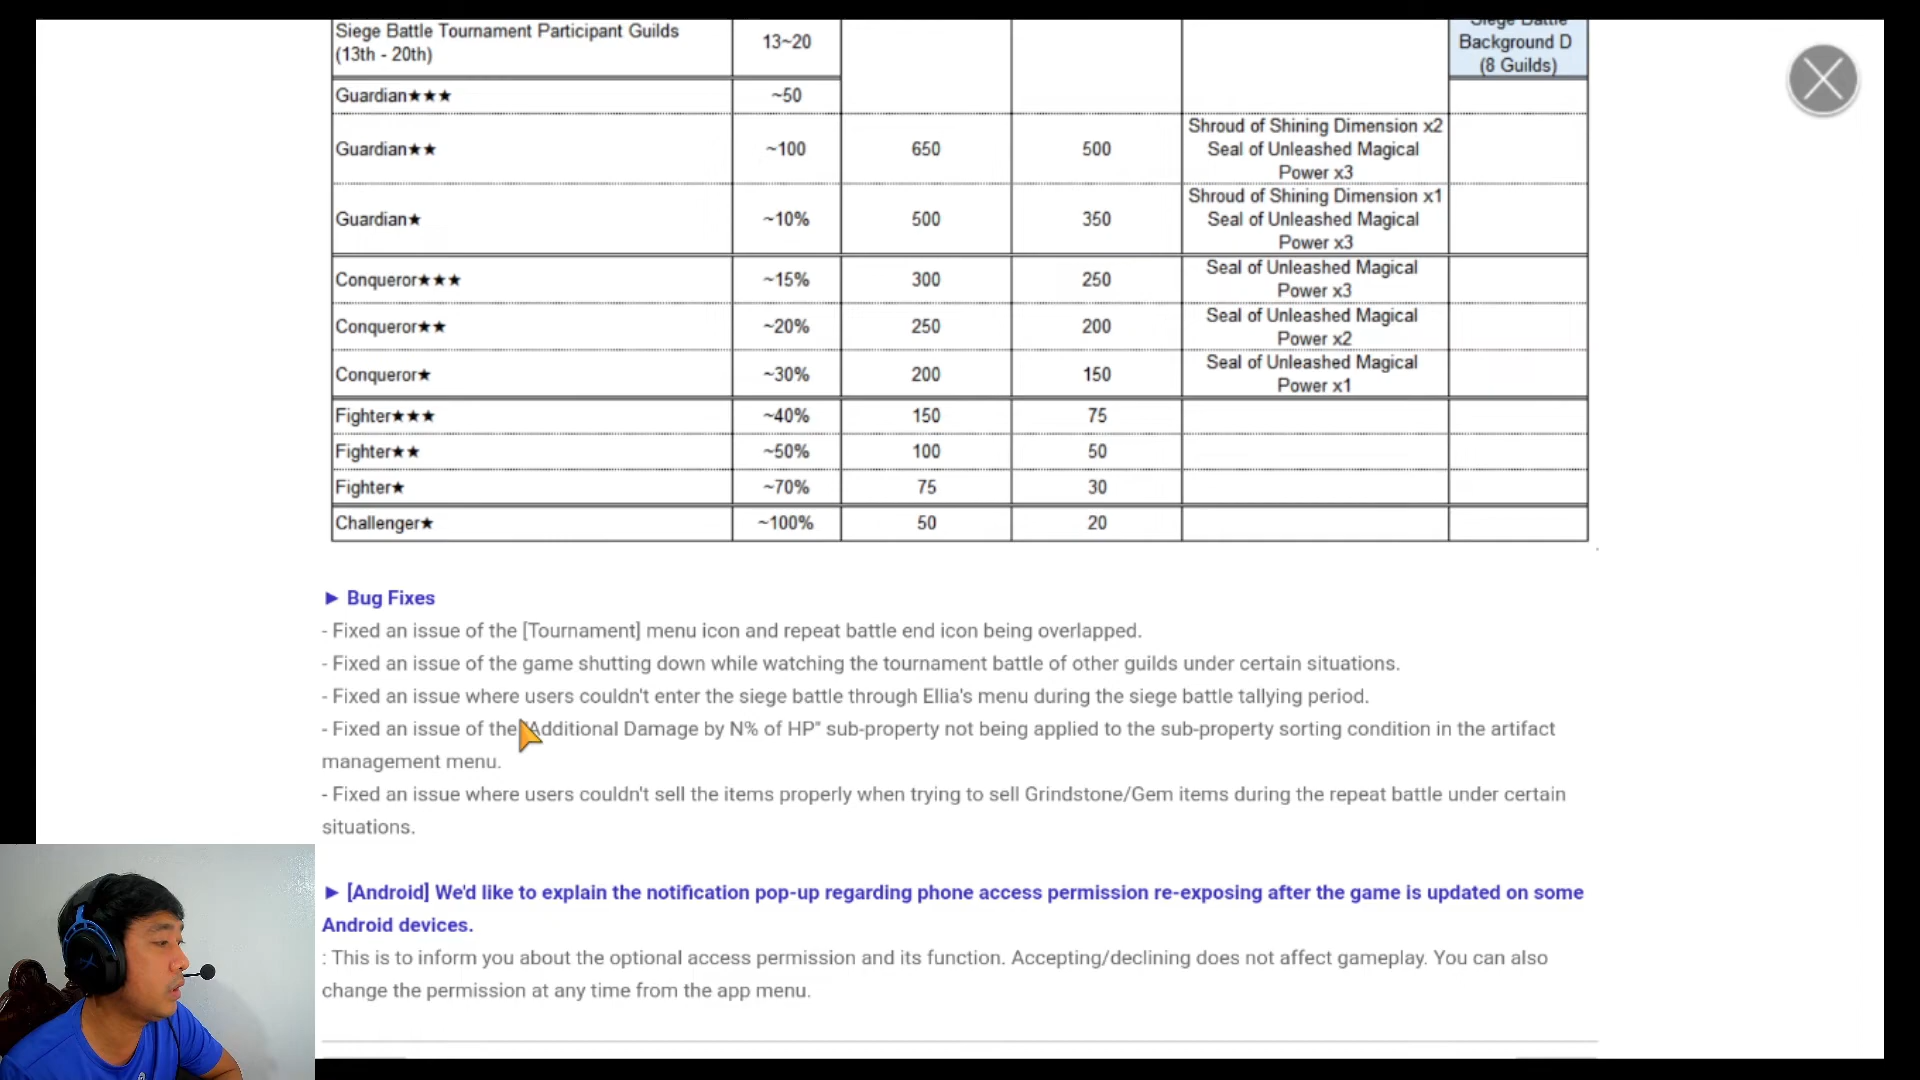 Siege Battle Tournament Participant Guilds
(13th - 20th)
13~20
Siege Battle
Background D
(8 Guilds)
Guardian★★★
~50
Guardian★★
~100
650
500
Shroud of Shining Dimension x2
Seal of Unleashed Magical
Power x3
Guardian★
~10%
500
350
Shroud of Shining Dimension x1
Seal of Unleashed Magical
Power x3
Conqueror★★★
~15%
300
250
Seal of Unleashed Magical
Power x3
Conqueror★★
~20%
250
200
Seal of Unleashed Magical
Power x2
Conqueror★
~30%
200
150
Seal of Unleashed Magical
Power x1
Fighter★★★
~40%
150
75
Fighter★★
~50%
100
50
Fighter★
~70%
75
30
Challenger★
~100%
50
20
► Bug Fixes
- Fixed an issue of the [Tournament] menu icon and repeat battle end icon being overlapped.
- Fixed an issue of the game shutting down while watching the tournament battle of other guilds under certain situations.
- Fixed an issue where users couldn't enter the siege battle through Ellia's menu during the siege battle tallying period.
- Fixed an issue of the "Additional Damage by N% of HP" sub-property not being applied to the sub-property sorting condition in the artifact
management menu.
- Fixed an issue where users couldn't sell the items properly when trying to sell Grindstone/Gem items during the repeat battle under certain
situations.
► [Android] We'd like to explain the notification pop-up regarding phone access permission re-exposing after the game is updated on some
Android devices.
: This is to inform you about the optional access permission and its function. Accepting/declining does not affect gameplay. You can also
change the permission at any time from the app menu.